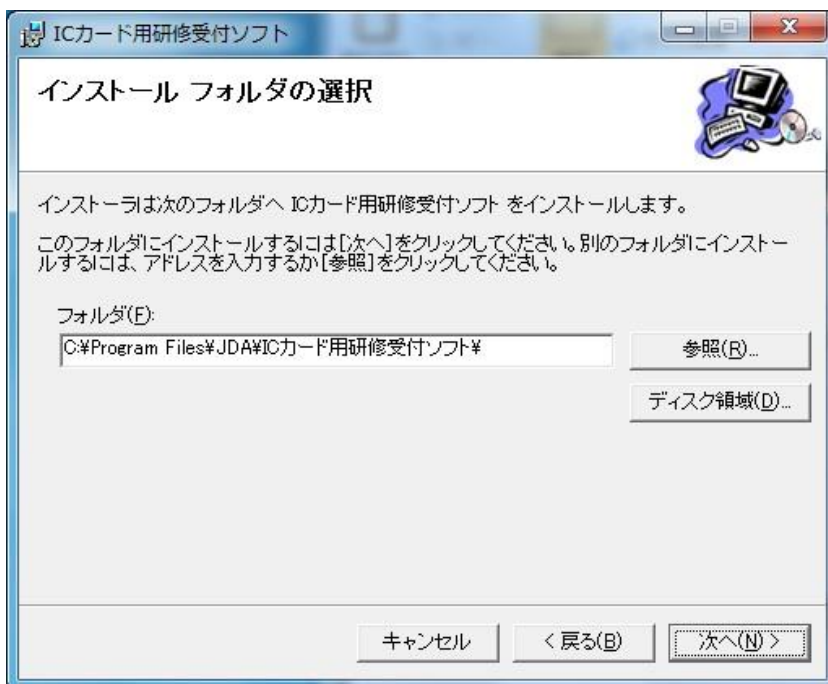 ICカード用研修受付ソフト
インストール フォルダの選択
インストーラは次のフォルダへ ICカード用研修受付ソフト をインストールします。
このフォルダにインストールするには[次へ]をクリックしてください。別のフォルダにインストー
ルするには、アドレスを入力するか[参照]をクリックしてください。
フォルダ(F):
C:¥Program Files¥JDA¥ICカード用研修受付ソフト¥
参照(R)...
ディスク領域(D)...
キャンセル
< 戻る(B)
次へ(N) >